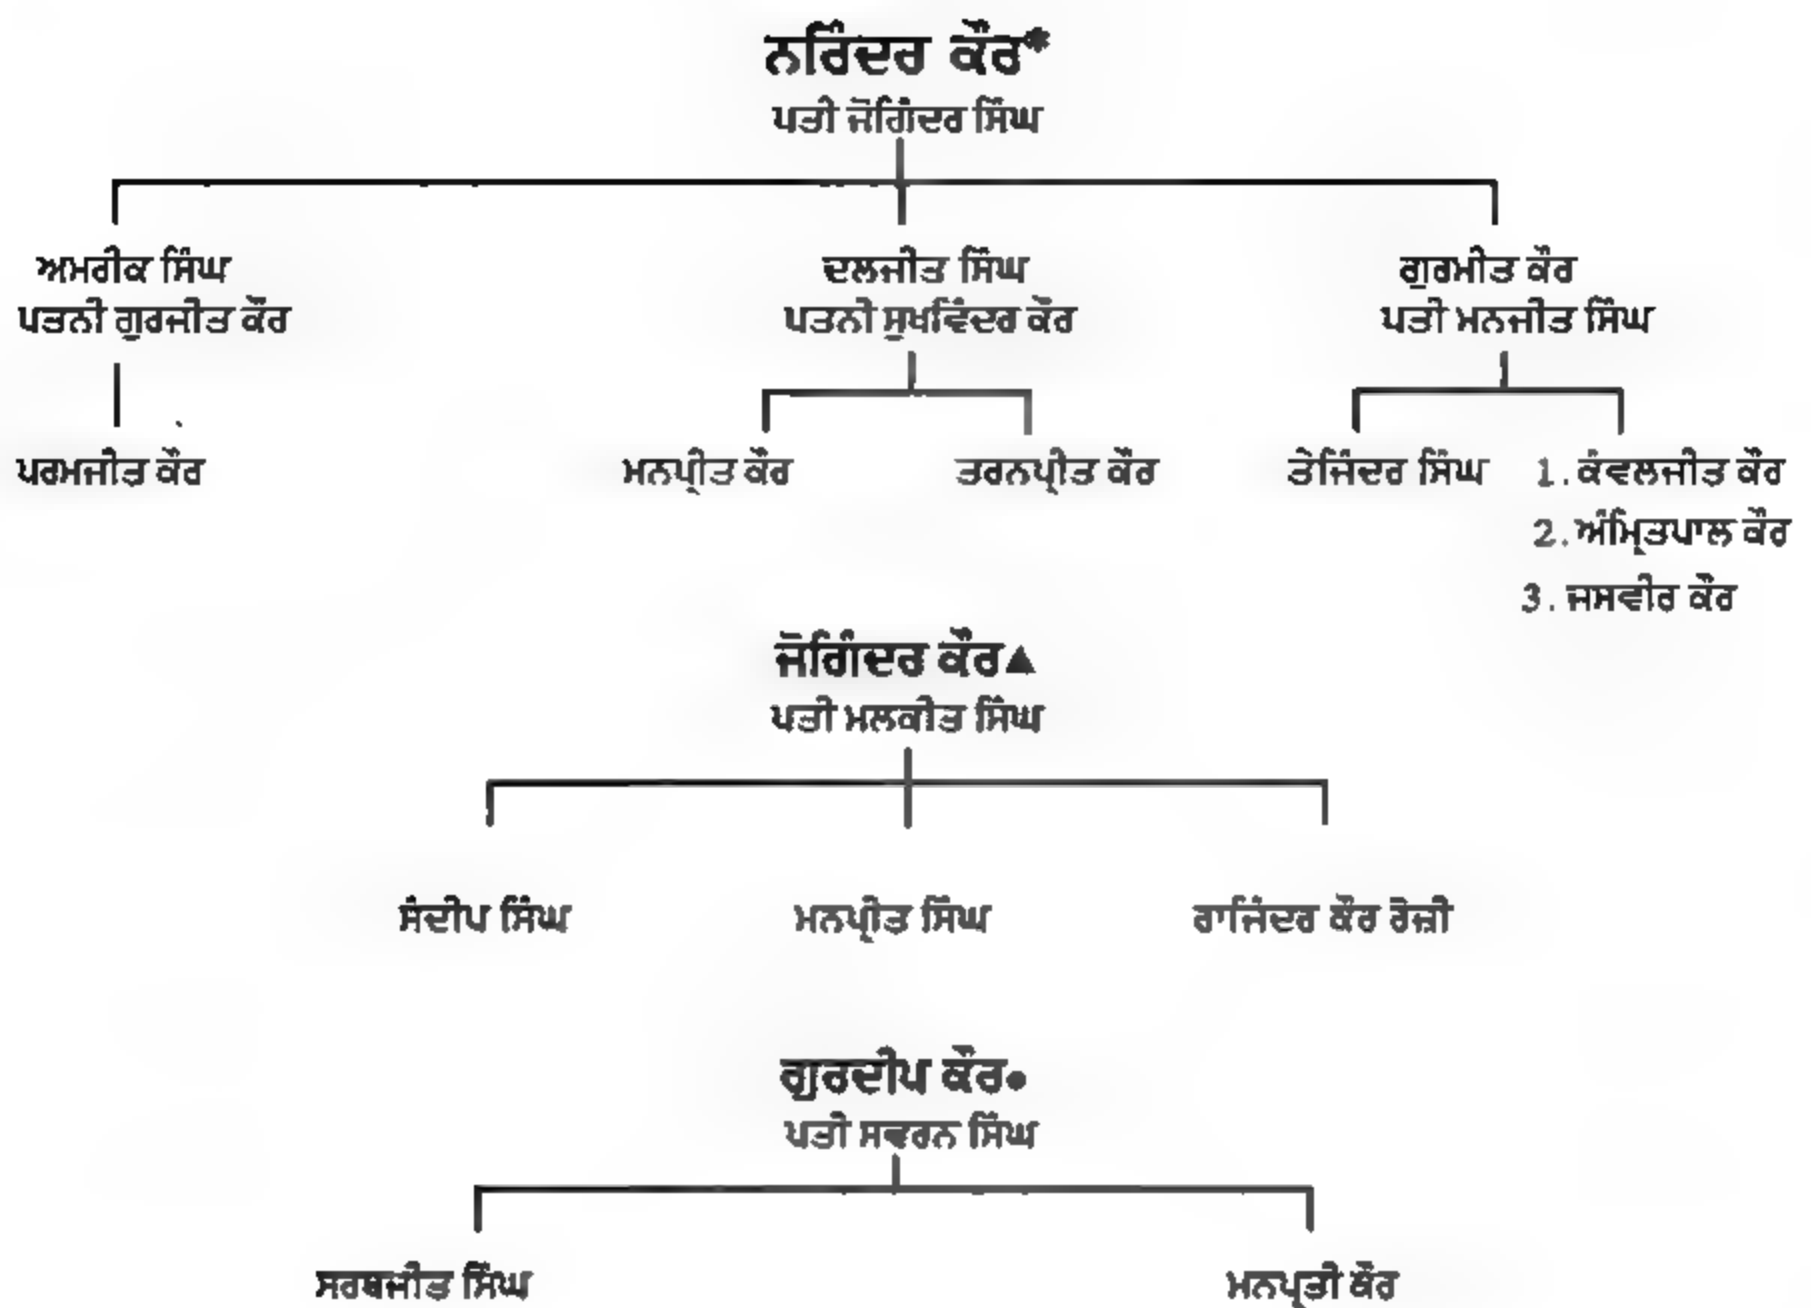 ਨਰਿੰਦਰ ਕੌਰ*
ਪਤੀ ਜੋਗਿੰਦਰ ਸਿੰਘ
ਅਮਰੀਕ ਸਿੰਘ
ਪਤਨੀ ਗੁਰਜੀਤ ਕੌਰ
ਦਲਜੀਤ ਸਿੰਘ
ਪਤਨੀ ਸੁਖਵਿੰਦਰ ਕੌਰ
ਗੁਰਮੀਤ ਕੌਰ
ਪਤੀ ਮਨਜੀਤ ਸਿੰਘ
ਪਰਮਜੀਤ ਕੌਰ
ਮਨਪ੍ਰੀਤ ਕੌਰ
ਤਰਨਪ੍ਰੀਤ ਕੌਰ
ਤੇਜਿੰਦਰ ਸਿੰਘ
1. ਕੰਵਲਜੀਤ ਕੌਰ
2. ਅੰਮ੍ਰਿਤਪਾਲ ਕੌਰ
3. ਜਸਵੀਰ ਕੌਰ
ਜੋਗਿੰਦਰ ਕੌਰ▲
ਪਤੀ ਮਲਕੀਤ ਸਿੰਘ
ਸੰਦੀਪ ਸਿੰਘ
ਮਨਪ੍ਰੀਤ ਸਿੰਘ
ਰਾਜਿੰਦਰ ਕੌਰ ਰੋਜ਼ੀ
ਗੁਰਦੀਪ ਕੌਰ●
ਪਤੀ ਸਵਰਨ ਸਿੰਘ
ਸਰਬਜੀਤ ਸਿੰਘ
ਮਨਪ੍ਰਤੀ ਕੌਰ